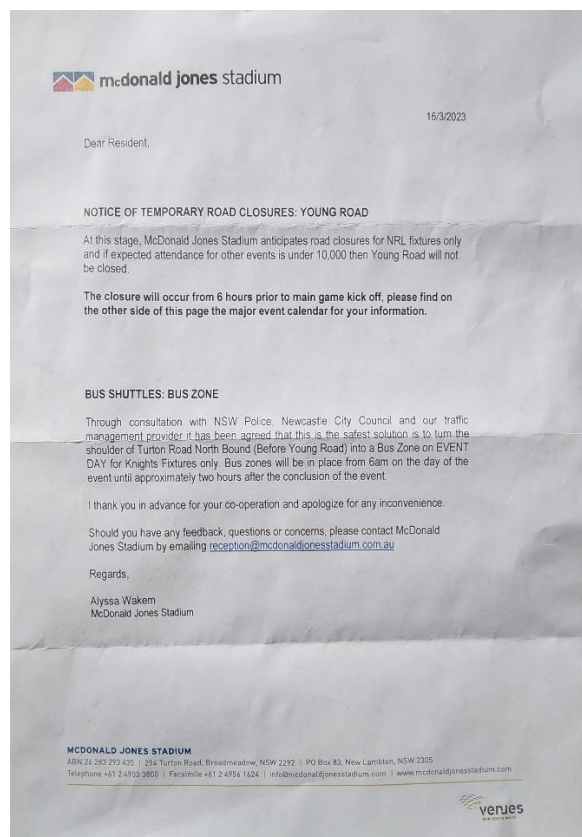 mcdonald jones stadium
16/3/2023
Dear Resident,
NOTICE OF TEMPORARY ROAD CLOSURES: YOUNG ROAD
At this stage, McDonald Jones Stadium anticipates road closures for NRL fixtures only
and if expected attendance for other events is under 10,000 then Young Road will not
be closed.
The closure will occur from 6 hours prior to main game kick off, please find on
the other side of this page the major event calendar for your information.
BUS SHUTTLES: BUS ZONE
Through consultation with NSW Police, Newcastle City Council and our traffic
management provider it has been agreed that this is the safest solution is to turn the
shoulder of Turton Road North Bound (Before Young Road) into a Bus Zone on EVENT
DAY for Knights Fixtures only. Bus zones will be in place from 6am on the day of the
event until approximately two hours after the conclusion of the event.
I thank you in advance for your co-operation and apologize for any inconvenience.
Should you have any feedback, questions or concerns, please contact McDonald
Jones Stadium by emailing reception@mcdonaldjonesstadium.com.au
Regards,
Alyssa Wakem
McDonald Jones Stadium
MCDONALD JONES STADIUM
ABN 26 283 293 435 | 294 Turton Road, Broadmeadow, NSW 2292 | PO Box 83, New Lambton, NSW 2305
Telephone +61 2 4903 3800 | Facsimile +61 2 4956 1624 | info@mcdonaldjonesstadium.com | www.mcdonaldjonesstadium.com
venues